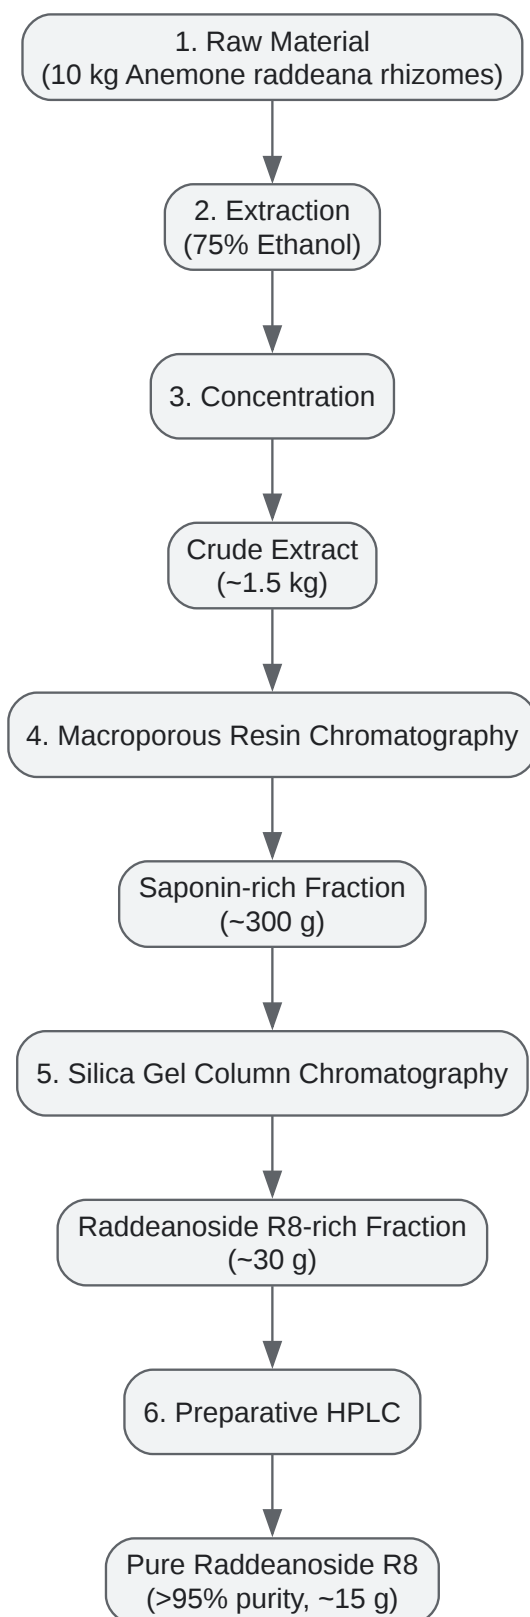 1. Raw Material
(10 kg Anemone raddeana rhizomes)
2. Extraction
(75% Ethanol)
3. Concentration
Crude Extract
(~1.5 kg)
4. Macroporous Resin Chromatography
Saponin-rich Fraction
(~300 g)
5. Silica Gel Column Chromatography
Raddeanoside R8-rich Fraction
(~30 g)
6. Preparative HPLC
Pure Raddeanoside R8
(>95% purity, ~15 g)